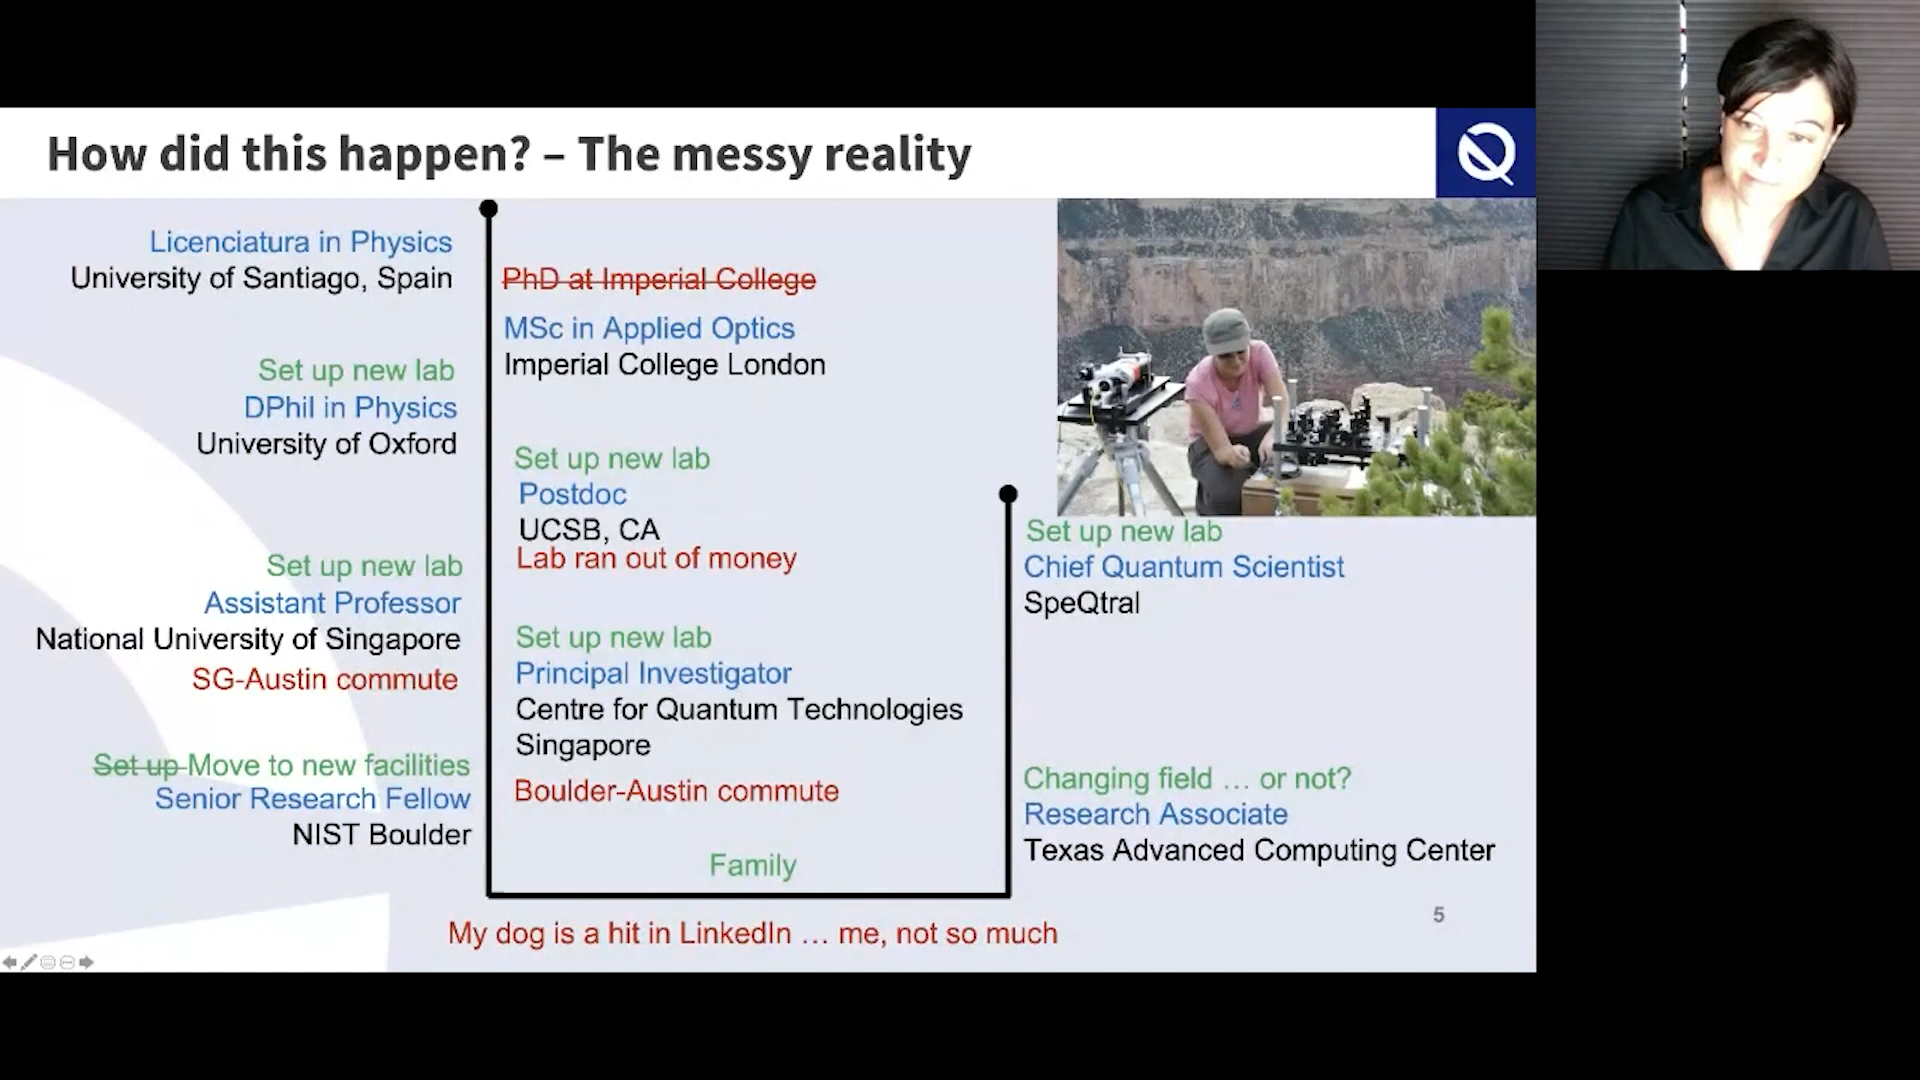 How did this happen? – The messy reality
Licenciatura in Physics
University of Santiago, Spain
PhD at Imperial College
MSc in Applied Optics
Imperial College London
Set up new lab
DPhil in Physics
University of Oxford
Set up new lab
Postdoc
UCSB, CA
Lab ran out of money
Set up new lab
Assistant Professor
National University of Singapore
SG-Austin commute
Set up new lab
Principal Investigator
Centre for Quantum Technologies
Singapore
Boulder-Austin commute
Set up Move to new facilities
Senior Research Fellow
NIST Boulder
Family
My dog is a hit in LinkedIn ... me, not so much
Changing field ... or not?
Research Associate
Texas Advanced Computing Center
Set up new lab
Chief Quantum Scientist
SpeQtral
5